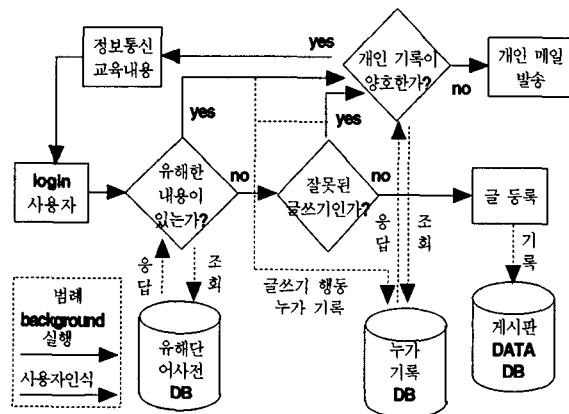 정보통신
교육내용
yes
개인 기록이
양호한가?
no
개인 메일
발송
yes
yes
login
사용자
유해한
내용이
있는가?
no
잘못된
글쓰기인가?
no
글 등록
응답
조회
글쓰기 행동
누가 기록
응답
조회
기록
범례
background
실행
사용자인식
유해단
어사전
DB
누가
기록
DB
게시판
DATA
DB